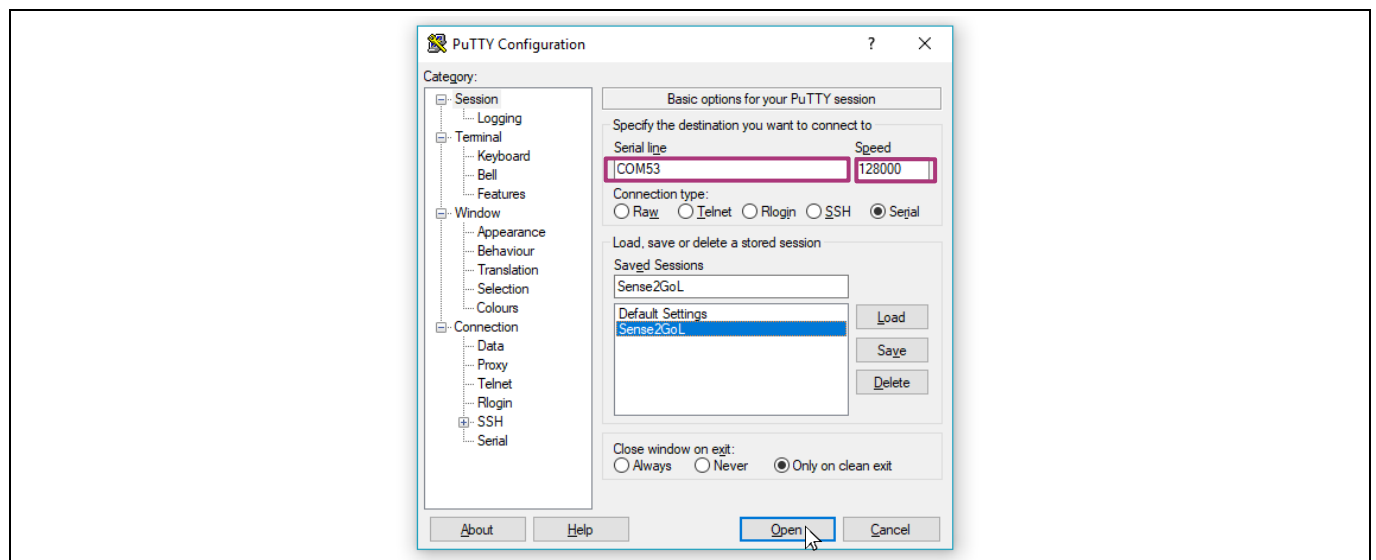 PuTTY Configuration ? ×
Category:
Session
Logging
Terminal
Keyboard
Bell
Features
Window
Appearance
Behaviour
Translation
Selection
Colours
Connection
Data
Proxy
Telnet
Rlogin
SSH
Serial
Basic options for your PuTTY session
Specify the destination you want to connect to
Serial line Speed
COM53 128000
Connection type:
Raw Telnet Rlogin SSH Serial
Load, save or delete a stored session
Saved Sessions
Sense2GoL
Default Settings
Sense2GoL
Load
Save
Delete
Close window on exit:
Always Never Only on clean exit
About Help Open Cancel